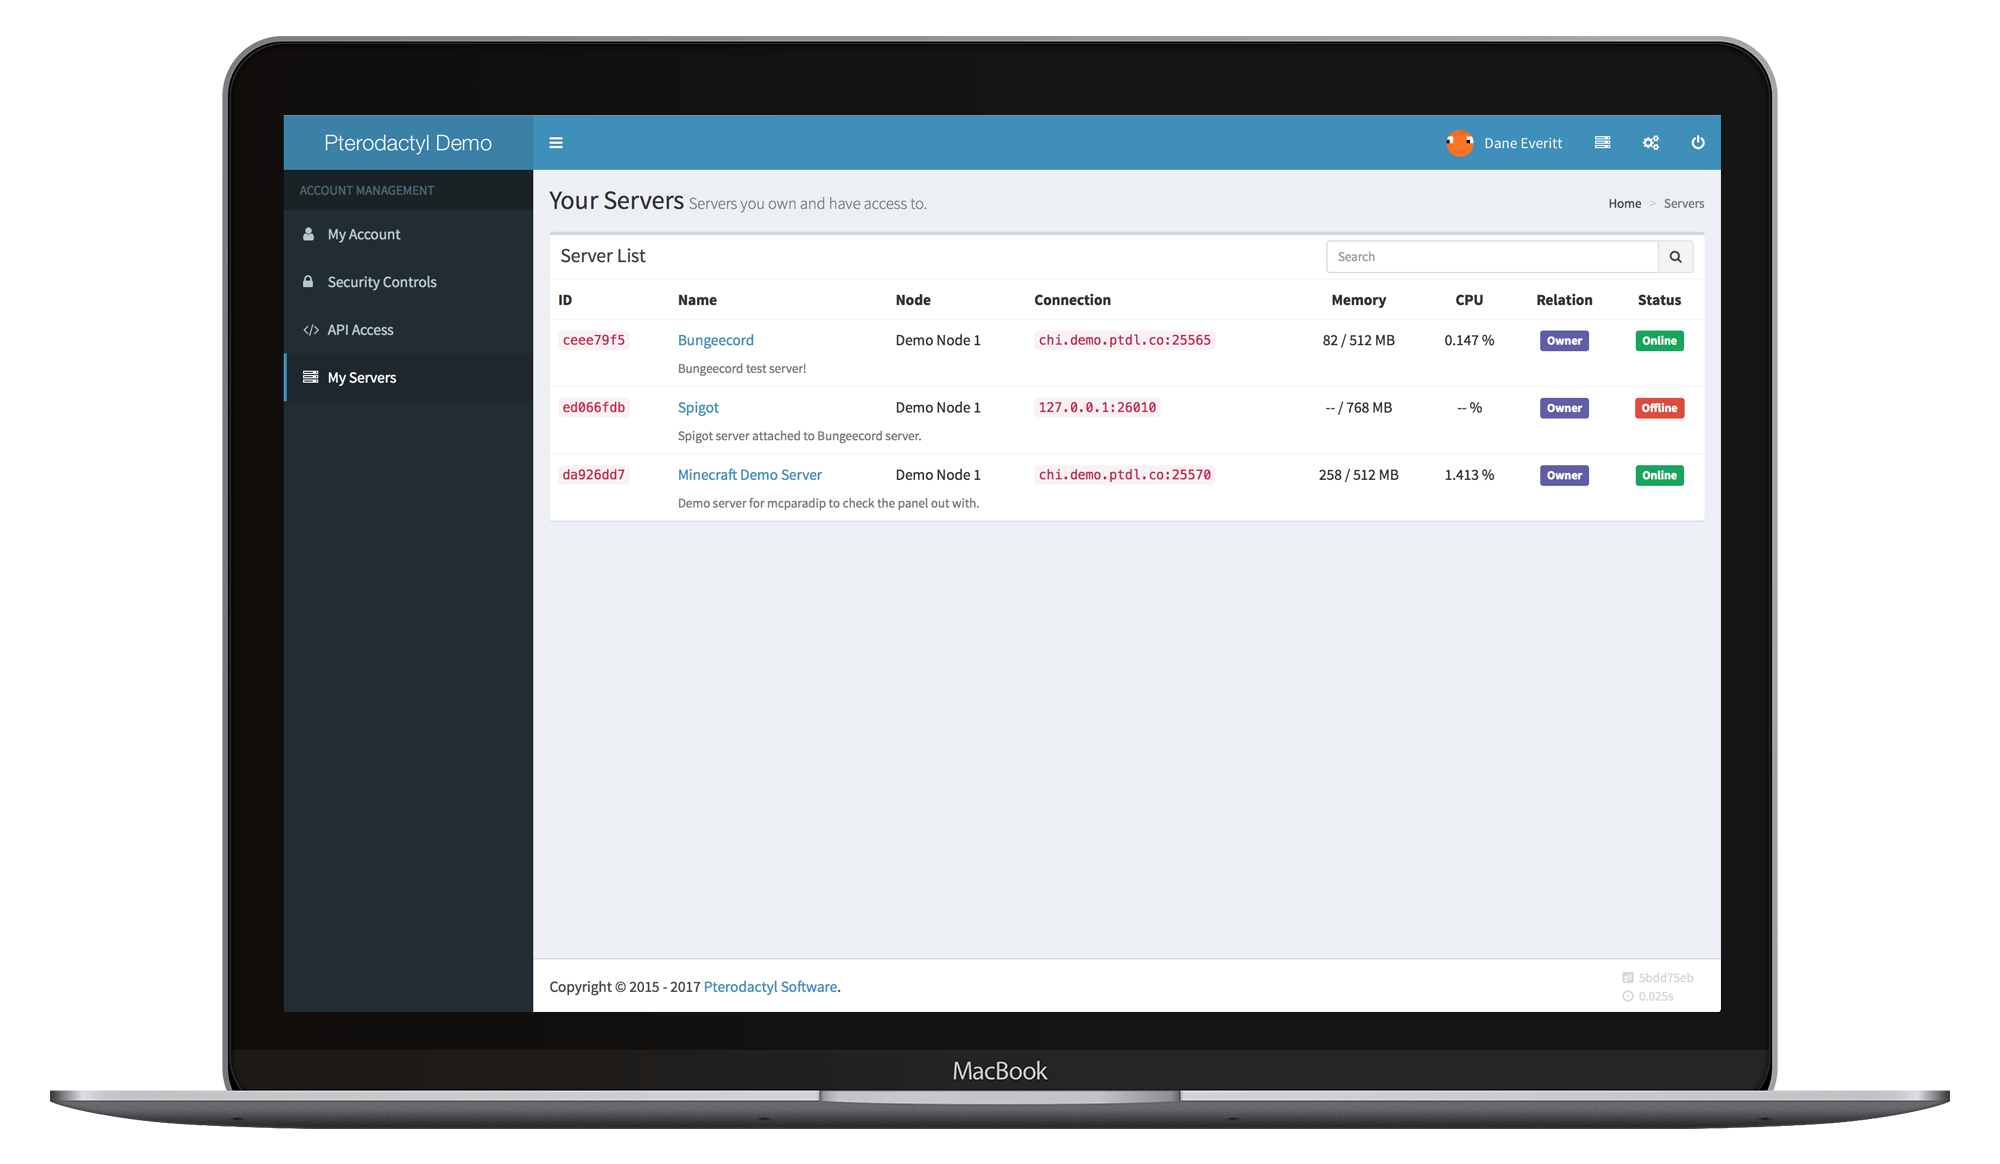 Pterodactyl Demo
Dane Everitt
ACCOUNT MANAGEMENT
My Account
Security Controls
</> API Access
My Servers
Your Servers Servers you own and have access to.
Home > Servers
Server List
Search
ID Name Node Connection Memory CPU Relation Status
ceee79f5 Bungeecord Demo Node 1 chi.demo.ptdl.co:25565 82 / 512 MB 0.147 % Owner Online
Bungeecord test server!
ed066fdb Spigot Demo Node 1 127.0.0.1:26010 -- / 768 MB -- % Owner Offline
Spigot server attached to Bungeecord server.
da926dd7 Minecraft Demo Server Demo Node 1 chi.demo.ptdl.co:25570 258 / 512 MB 1.413 % Owner Online
Demo server for mcparadip to check the panel out with.
Copyright © 2015 - 2017 Pterodactyl Software.
5bdd75eb
0.025s
MacBook